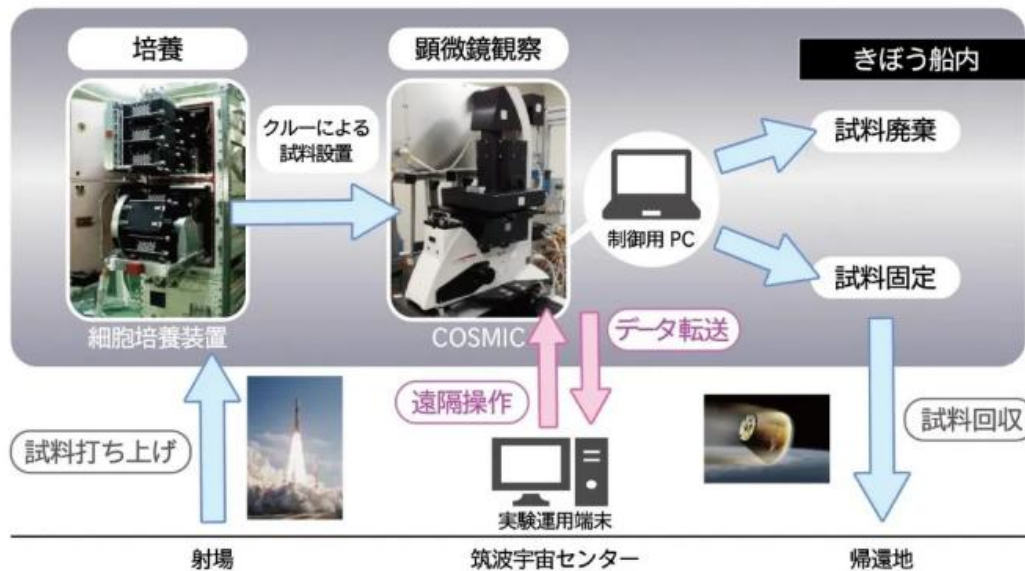 培養
顕微鏡観察
きぼう船内
クルーによる
試料設置
試料廃棄
制御用 PC
試料固定
細胞培養装置
COSMIC
データ転送
遠隔操作
試料打ち上げ
試料回収
実験運用端末
射場
筑波宇宙センター
帰還地